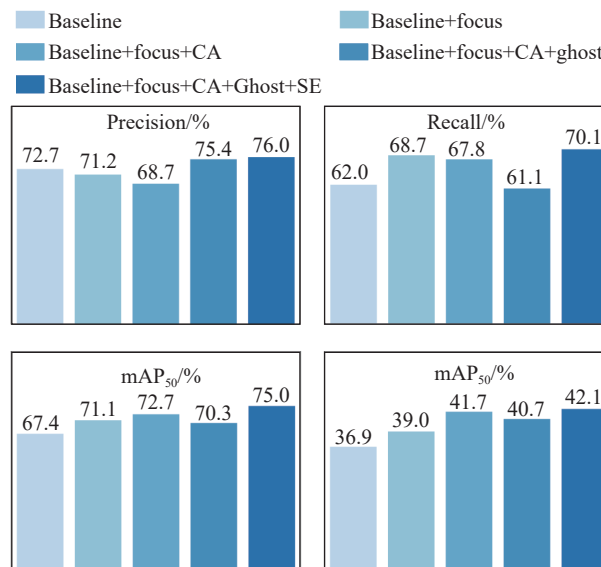 Baseline
Baseline+focus
Baseline+focus+CA
Baseline+focus+CA+ghost
Baseline+focus+CA+Ghost+SE
Precision/%
72.7 71.2 68.7 75.4 76.0
Recall/%
62.0 68.7 67.8 61.1 70.1
mAP₅₀/%
67.4 71.1 72.7 70.3 75.0
mAP₅₀/%
36.9 39.0 41.7 40.7 42.1